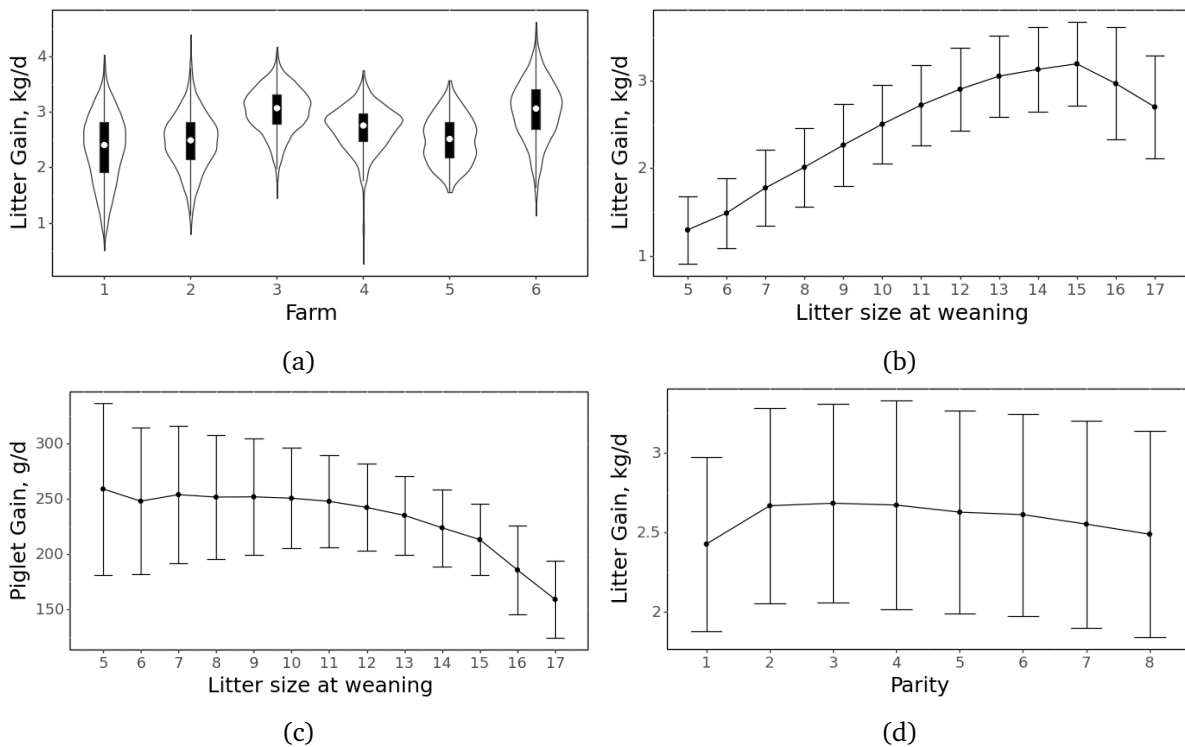 Litter Gain, kg/d
4
3
2
1
1 2 3 4 5 6
Farm
(a)
Litter Gain, kg/d
3
2
1
5 6 7 8 9 10 11 12 13 14 15 16 17
Litter size at weaning
(b)
Piglet Gain, g/d
300
250
200
150
5 6 7 8 9 10 11 12 13 14 15 16 17
Litter size at weaning
(c)
Litter Gain, kg/d
3
2.5
2
1 2 3 4 5 6 7 8
Parity
(d)